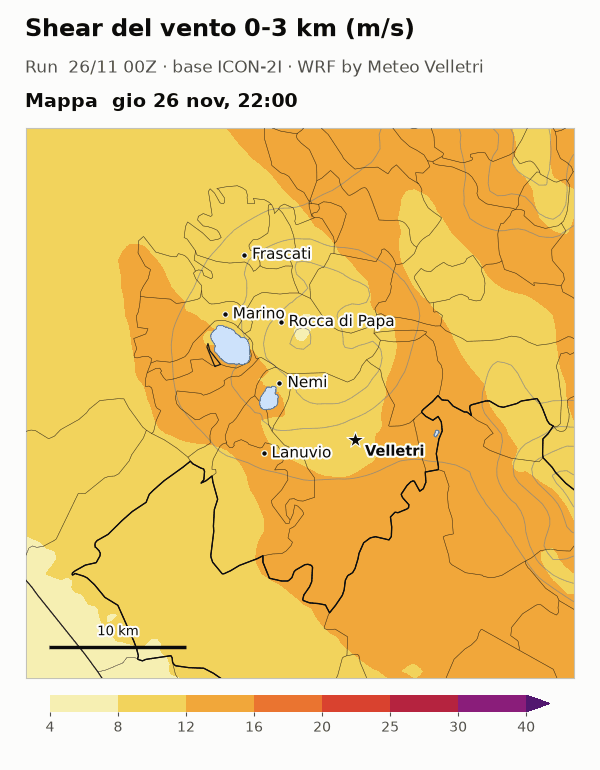 Shear del vento 0-3 km (m/s)
Run  26/11 00Z · base ICON-2I · WRF by Meteo Velletri
Mappa  gio 26 nov, 22:00
Frascati
Marino
Rocca di Papa
Nemi
Velletri
Lanuvio
10 km
4 8 12 16 20 25 30 40